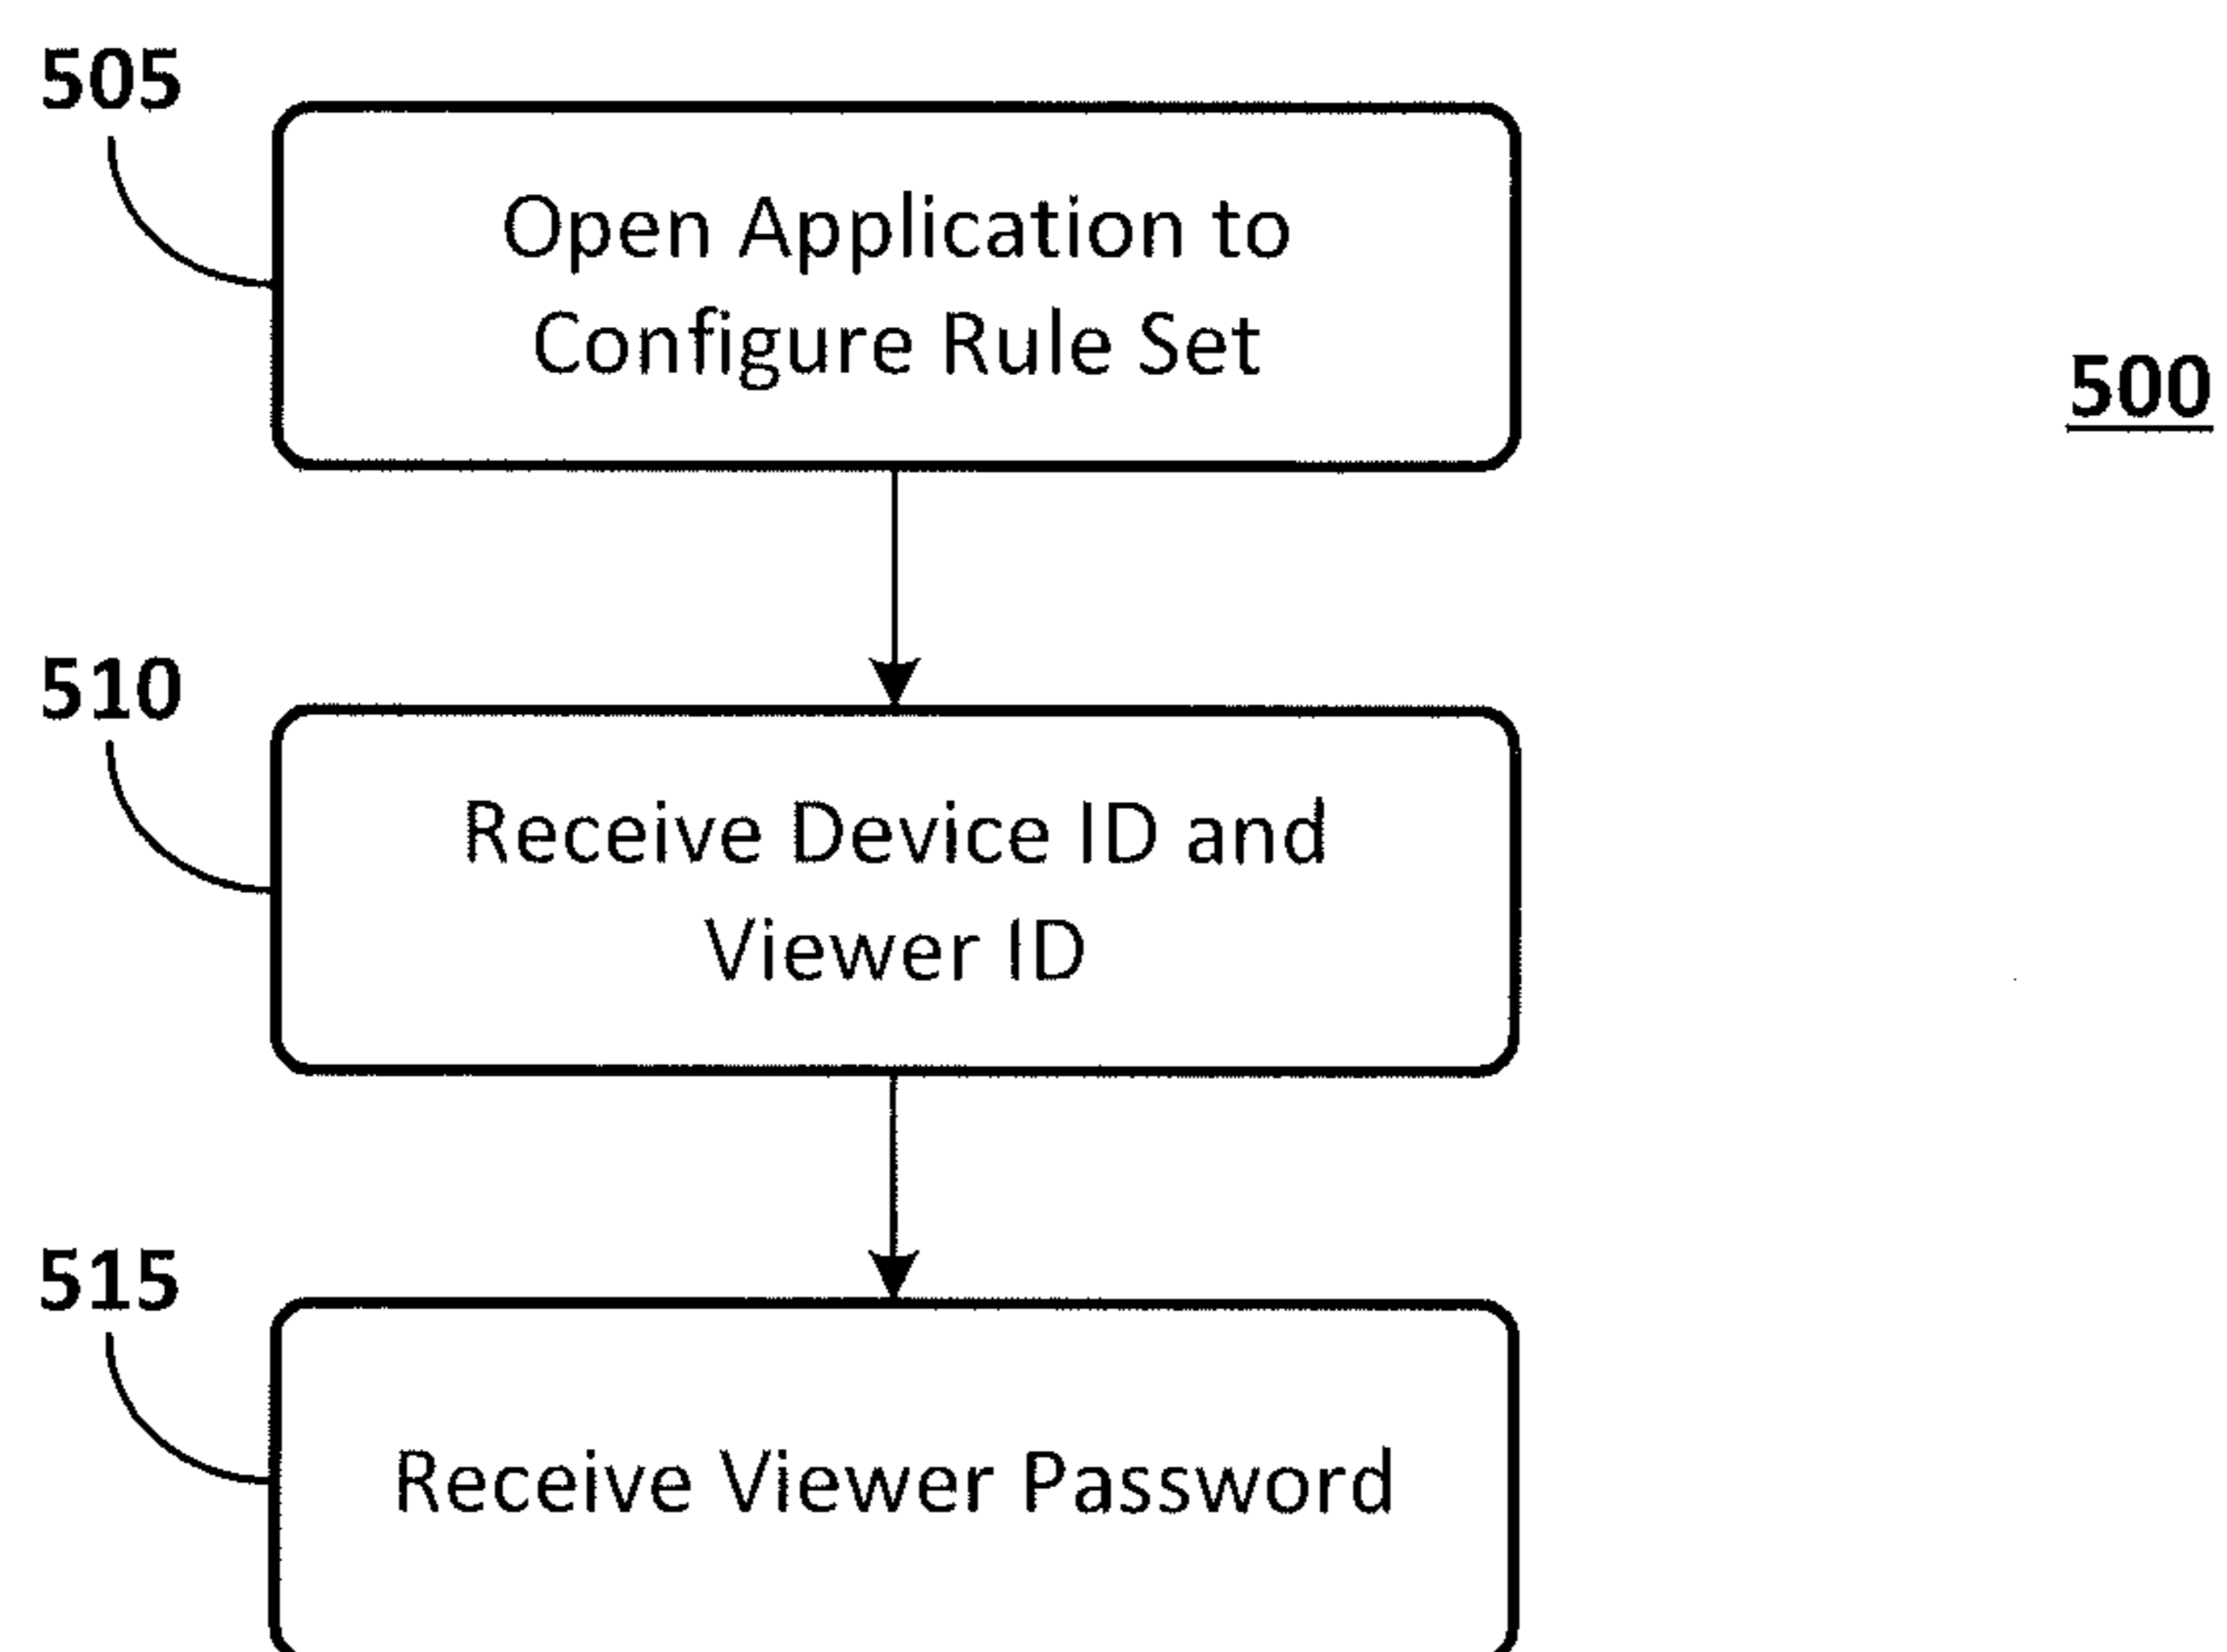 505
Open Application to
Configure Rule Set
500
510
Receive Device ID and
Viewer ID
515
Receive Viewer Password